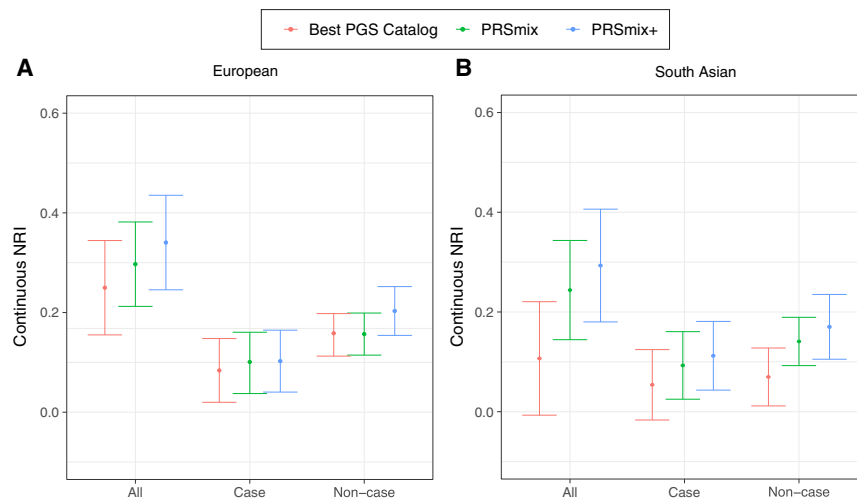 Best PGS Catalog PRSmix PRSmix+
A
European
Continuous NRI
0.6
0.4
0.2
0.0
All Case Non−case
B
South Asian
Continuous NRI
0.6
0.4
0.2
0.0
All Case Non−case